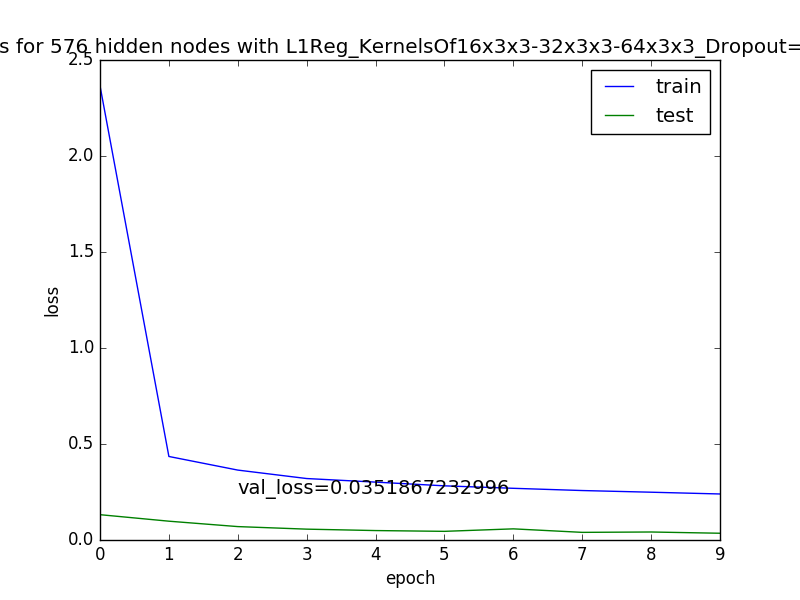 s for 576 hidden nodes with L1Reg_KernelsOf16x3x3-32x3x3-64x3x3_Dropout=
2.5
2.0
1.5
1.0
0.5
0.0
loss
train
test
val_loss=0.0351867232996
0 1 2 3 4 5 6 7 8 9
epoch